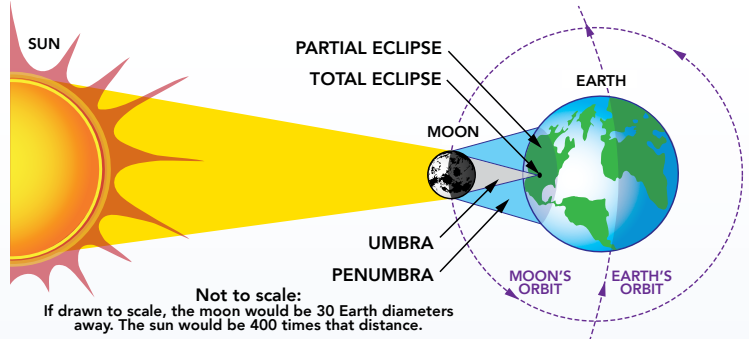 SUN
PARTIAL ECLIPSE
TOTAL ECLIPSE
EARTH
MOON
UMBRA
PENUMBRA
MOON'S
ORBIT
EARTH'S
ORBIT
Not to scale:
If drawn to scale, the moon would be 30 Earth diameters
away. The sun would be 400 times that distance.